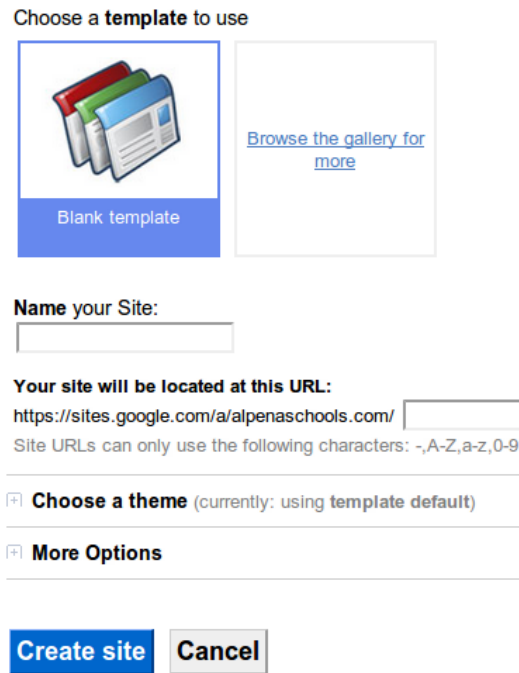 Choose a template to use
Browse the gallery for
more
Blank template
Name your Site:
Your site will be located at this URL:
https://sites.google.com/a/alpenaschools.com/
Site URLs can only use the following characters: -,A-Z,a-z,0-9
Choose a theme (currently: using template default)
More Options
Create site Cancel